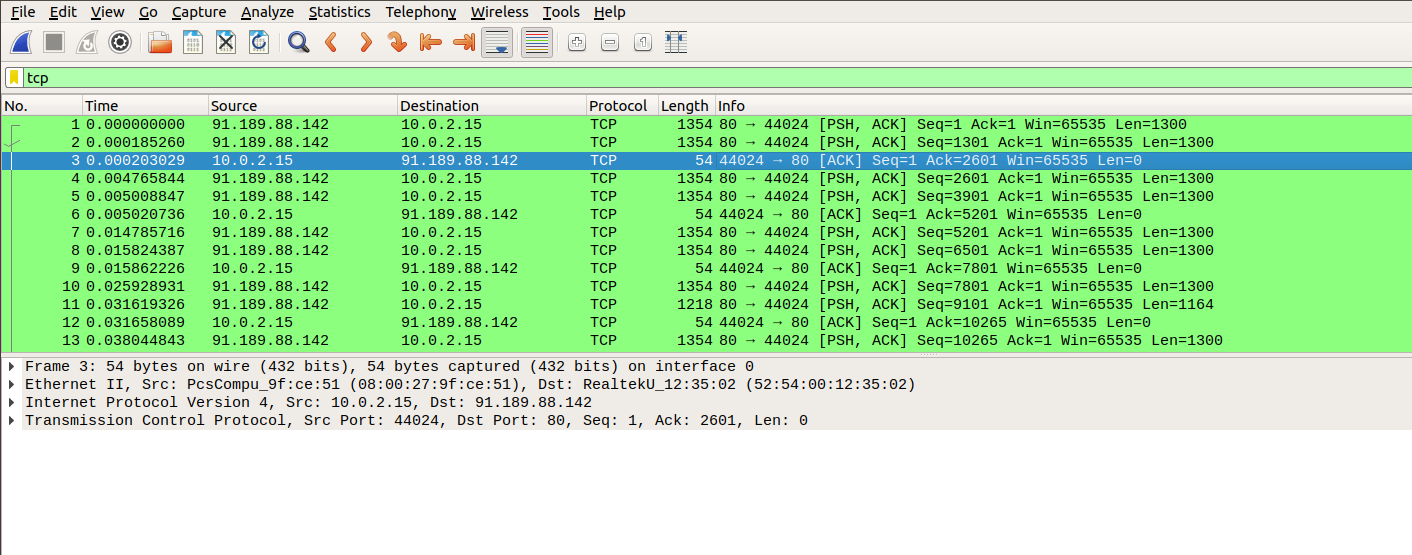 File Edit View Go Capture Analyze Statistics Telephony Wireless Tools Help
tcp
No. Time Source Destination Protocol Length Info
1 0.000000000 91.189.88.142 10.0.2.15 TCP 1354 80 → 44024 [PSH, ACK] Seq=1 Ack=1 Win=65535 Len=1300
2 0.000185260 91.189.88.142 10.0.2.15 TCP 1354 80 → 44024 [PSH, ACK] Seq=1301 Ack=1 Win=65535 Len=1300
3 0.000203029 10.0.2.15 91.189.88.142 TCP 54 44024 → 80 [ACK] Seq=1 Ack=2601 Win=65535 Len=0
4 0.004765844 91.189.88.142 10.0.2.15 TCP 1354 80 → 44024 [PSH, ACK] Seq=2601 Ack=1 Win=65535 Len=1300
5 0.005008847 91.189.88.142 10.0.2.15 TCP 1354 80 → 44024 [PSH, ACK] Seq=3901 Ack=1 Win=65535 Len=1300
6 0.005020736 10.0.2.15 91.189.88.142 TCP 54 44024 → 80 [ACK] Seq=1 Ack=5201 Win=65535 Len=0
7 0.014785716 91.189.88.142 10.0.2.15 TCP 1354 80 → 44024 [PSH, ACK] Seq=5201 Ack=1 Win=65535 Len=1300
8 0.015824387 91.189.88.142 10.0.2.15 TCP 1354 80 → 44024 [PSH, ACK] Seq=6501 Ack=1 Win=65535 Len=1300
9 0.015862226 10.0.2.15 91.189.88.142 TCP 54 44024 → 80 [ACK] Seq=1 Ack=7801 Win=65535 Len=0
10 0.025928931 91.189.88.142 10.0.2.15 TCP 1354 80 → 44024 [PSH, ACK] Seq=7801 Ack=1 Win=65535 Len=1300
11 0.031619326 91.189.88.142 10.0.2.15 TCP 1218 80 → 44024 [PSH, ACK] Seq=9101 Ack=1 Win=65535 Len=1164
12 0.031658089 10.0.2.15 91.189.88.142 TCP 54 44024 → 80 [ACK] Seq=1 Ack=10265 Win=65535 Len=0
13 0.038044843 91.189.88.142 10.0.2.15 TCP 1354 80 → 44024 [PSH, ACK] Seq=10265 Ack=1 Win=65535 Len=1300
Frame 3: 54 bytes on wire (432 bits), 54 bytes captured (432 bits) on interface 0
Ethernet II, Src: PcsCompu_9f:ce:51 (08:00:27:9f:ce:51), Dst: RealtekU_12:35:02 (52:54:00:12:35:02)
Internet Protocol Version 4, Src: 10.0.2.15, Dst: 91.189.88.142
Transmission Control Protocol, Src Port: 44024, Dst Port: 80, Seq: 1, Ack: 2601, Len: 0